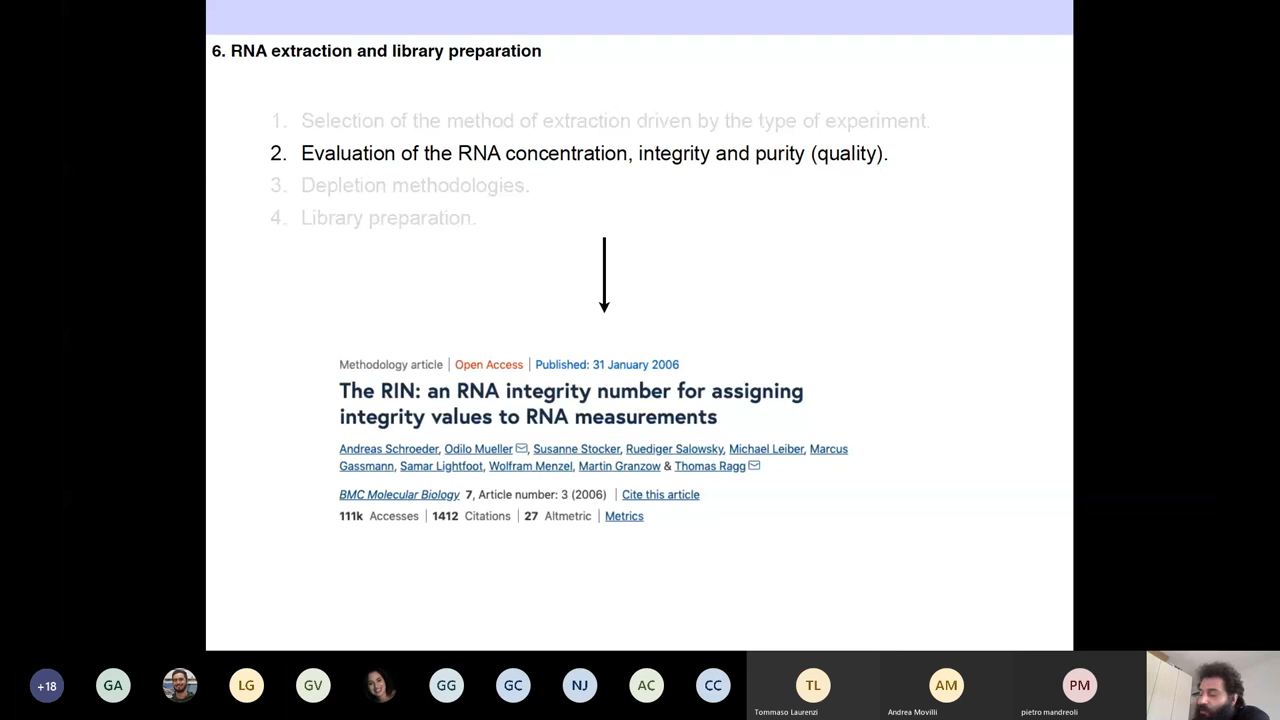 6. RNA extraction and library preparation
1. Selection of the method of extraction driven by the type of experiment.
2. Evaluation of the RNA concentration, integrity and purity (quality).
3. Depletion methodologies.
4. Library preparation.
Methodology article | Open Access | Published: 31 January 2006
The RIN: an RNA integrity number for assigning
integrity values to RNA measurements
Andreas Schroeder, Odilo Mueller, Susanne Stocker, Ruediger Salowsky, Michael Leiber, Marcus
Gassmann, Samar Lightfoot, Wolfram Menzel, Martin Granzow & Thomas Ragg
BMC Molecular Biology 7, Article number: 3 (2006) | Cite this article
111k Accesses | 1412 Citations | 27 Altmetric | Metrics
+18 GA LG GV GG GC NJ AC CC TL AM PM
Tommaso Laurenzi Andrea Movilli pietro mandreoli